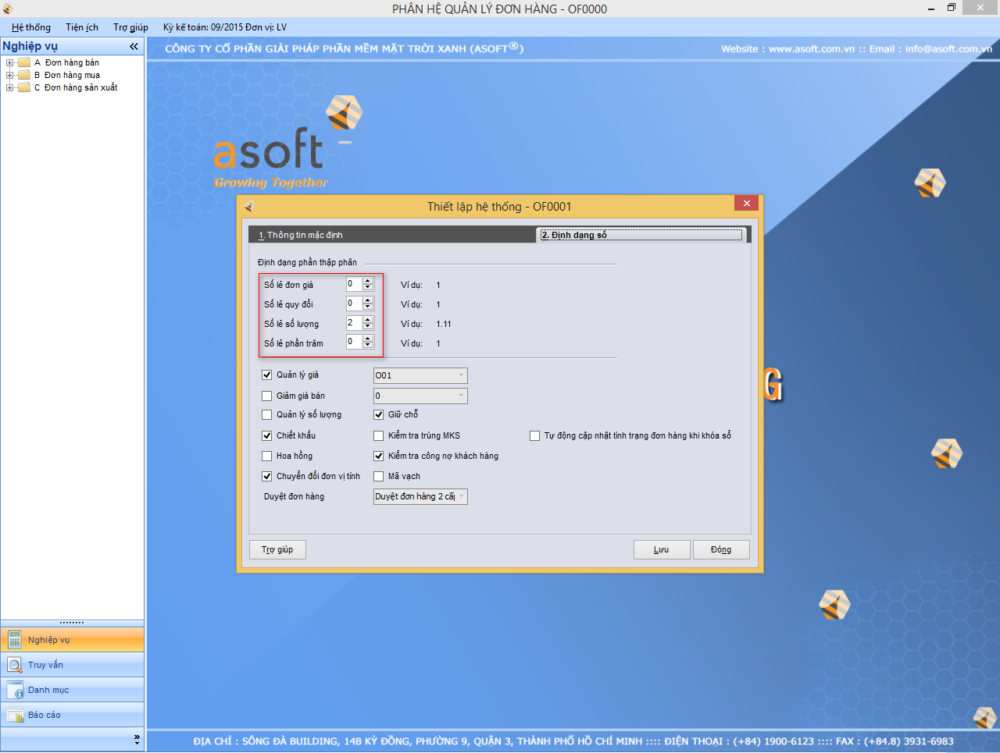 PHÂN HỆ QUẢN LÝ ĐƠN HÀNG - OF0000
Hệ thống Tiện ích Trợ giúp Kỳ kế toán: 09/2015 Đơn vị: LV
Nghiệp vụ
A Đơn hàng bán
B Đơn hàng mua
C Đơn hàng sản xuất
CÔNG TY CỔ PHẦN GIẢI PHÁP PHẦN MỀM MẶT TRỜI XANH (ASOFT®)
Website : www.asoft.com.vn :: Email : info@asoft.com.vn
asoft
Growing Together
G
Thiết lập hệ thống - OF0001
1. Thông tin mặc định
2. Định dạng số
Định dạng phần thập phân
Số lẻ đơn giá 0 Ví dụ: 1
Số lẻ quy đổi 0 Ví dụ: 1
Số lẻ số lượng 2 Ví dụ: 1.11
Số lẻ phần trăm 0 Ví dụ: 1
Quản lý giá O01
Giảm giá bán 0
Quản lý số lượng Giữ chỗ
Chiết khấu Kiểm tra trùng MKS Tự động cập nhật tình trạng đơn hàng khi khóa sổ
Hoa hồng Kiểm tra công nợ khách hàng
Chuyển đổi đơn vị tính Mã vạch
Duyệt đơn hàng Duyệt đơn hàng 2 cấp
Trợ giúp Lưu Đóng
Nghiệp vụ
Truy vấn
Danh mục
Báo cáo
ĐỊA CHỈ : SÔNG ĐÀ BUILDING, 14B KỲ ĐỒNG, PHƯỜNG 9, QUẬN 3, THÀNH PHỐ HỒ CHÍ MINH :::: ĐIỆN THOẠI : (+84) 1900-6123 :::: FAX : (+84.8) 3931-6983